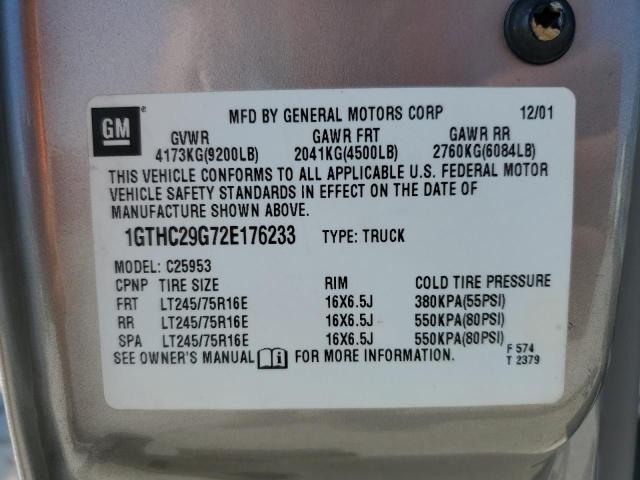 GM ® MFD BY GENERAL MOTORS CORP 12/01
GVWR GAWR FRT GAWR RR
4173KG(9200LB) 2041KG(4500LB) 2760KG(6084LB)
THIS VEHICLE CONFORMS TO ALL APPLICABLE U.S. FEDERAL MOTOR
VEHICLE SAFETY STANDARDS IN EFFECT ON THE DATE OF
MANUFACTURE SHOWN ABOVE.
1GTHC29G72E176233 TYPE: TRUCK
MODEL: C25953
CPNP TIRE SIZE RIM COLD TIRE PRESSURE
FRT LT245/75R16E 16X6.5J 380KPA(55PSI)
RR LT245/75R16E 16X6.5J 550KPA(80PSI)
SPA LT245/75R16E 16X6.5J 550KPA(80PSI)
SEE OWNER'S MANUAL FOR MORE INFORMATION.
F 574
T 2379